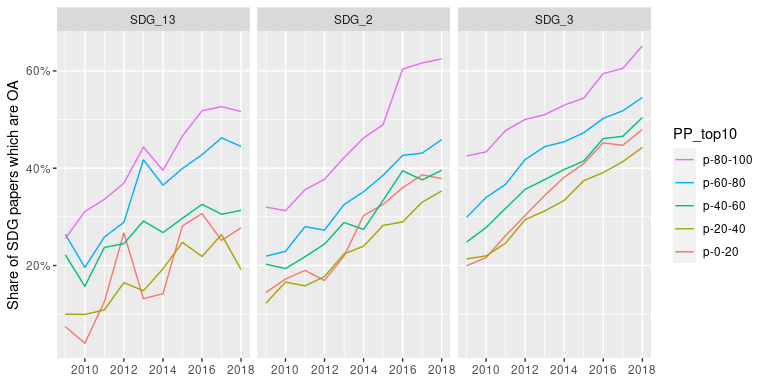 SDG_13 SDG_2 SDG_3
Share of SDG papers which are OA
60%
40%
20%
2010 2012 2014 2016 2018 2010 2012 2014 2016 2018 2010 2012 2014 2016 2018
PP_top10
p-80-100
p-60-80
p-40-60
p-20-40
p-0-20